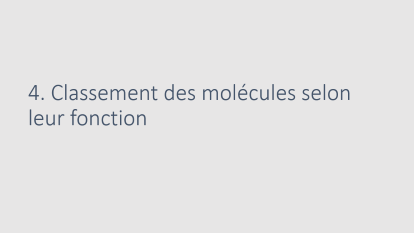 4. Classement des molécules selon
leur fonction